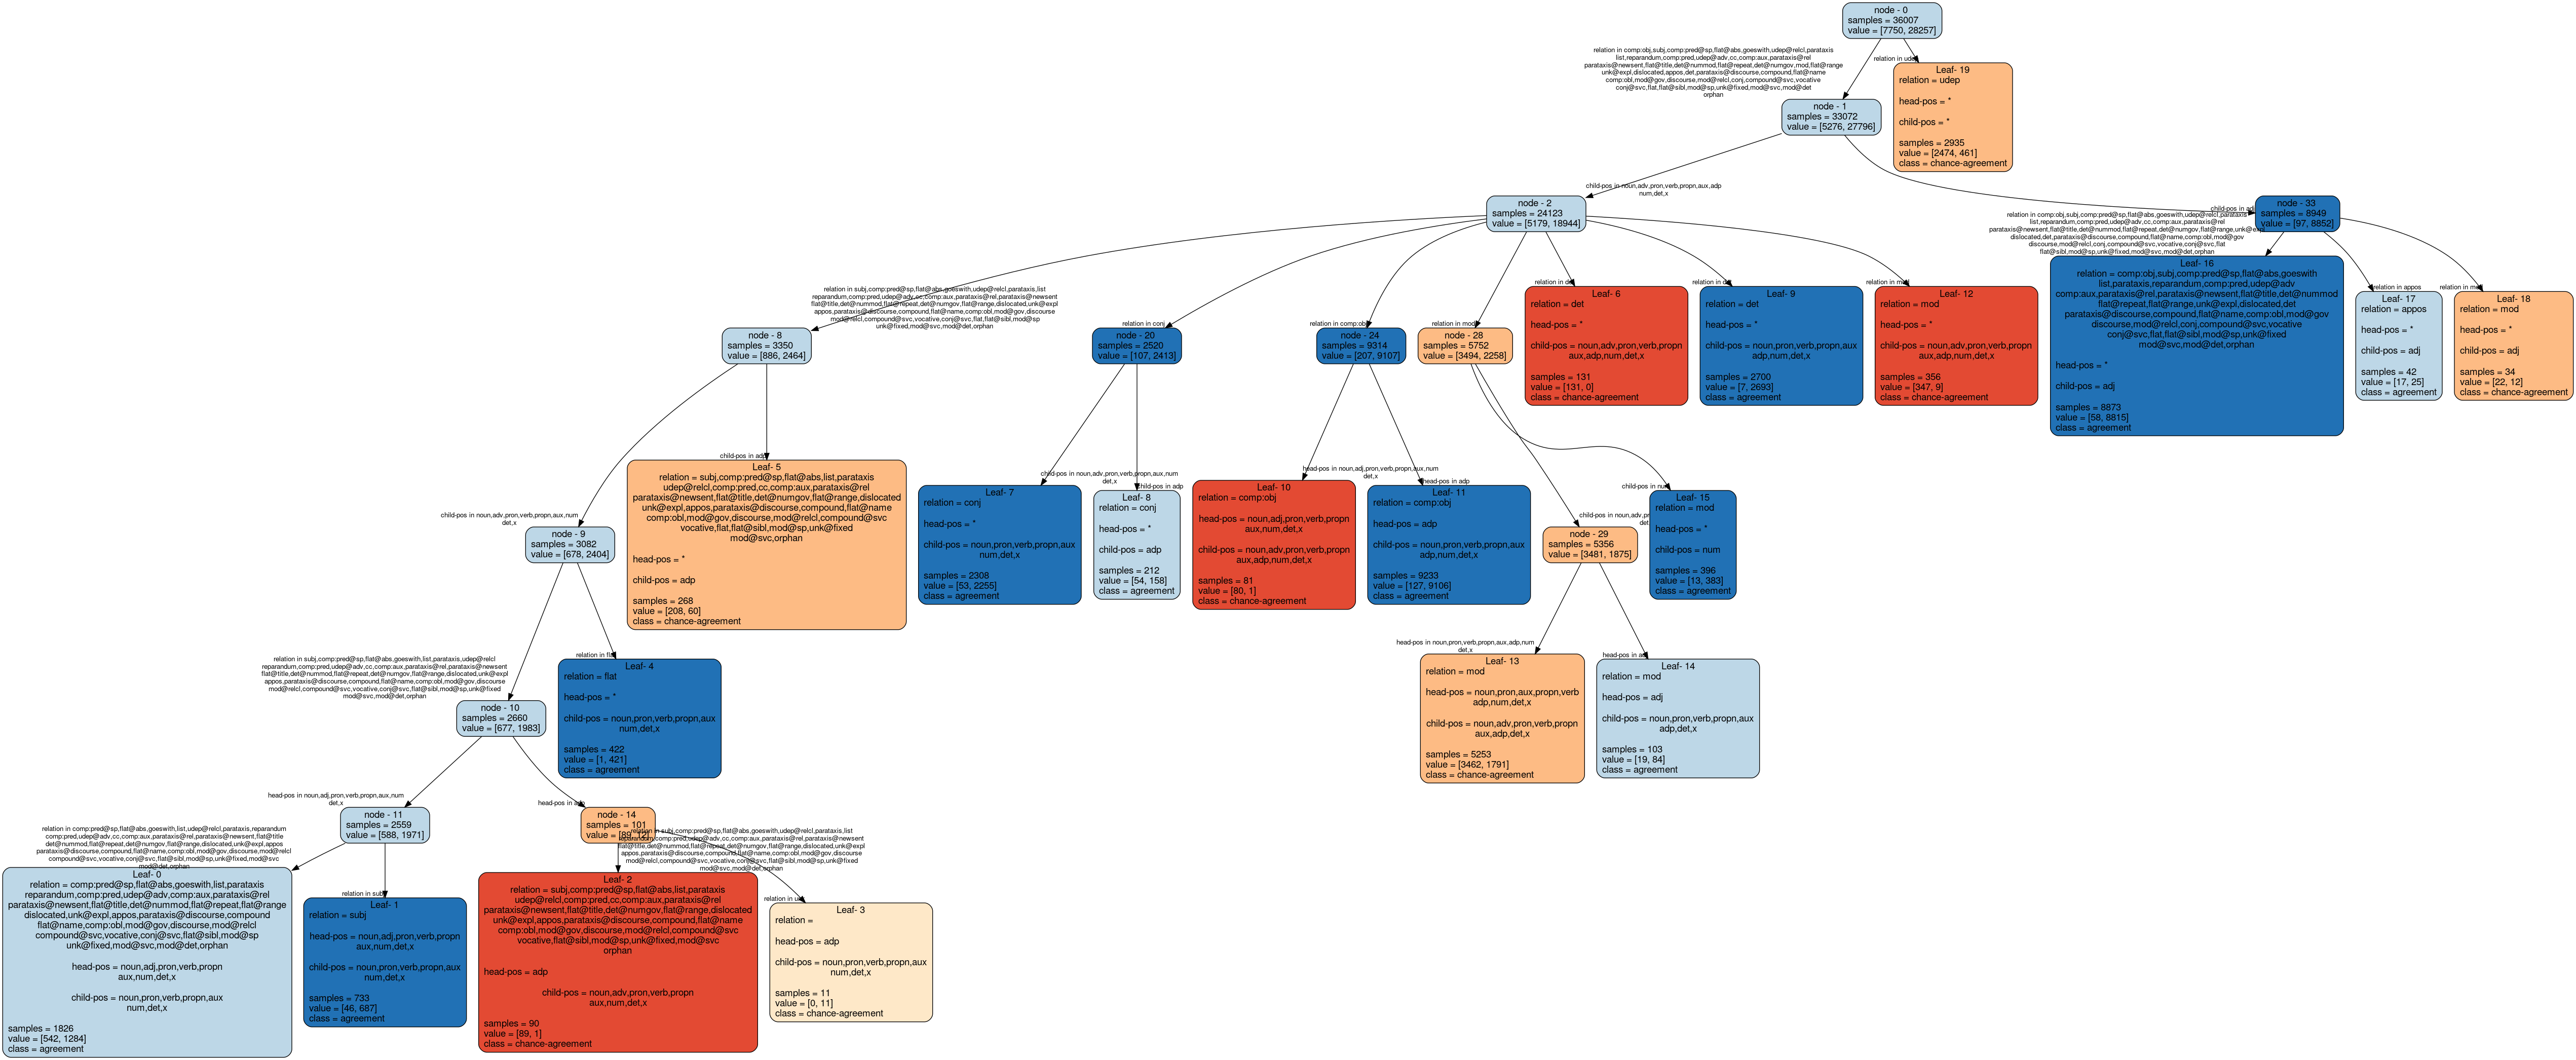 node - 0
samples = 36007
value = [7750, 28257]
relation in comp:obj,subj,comp:pred@sp,flat@abs,goeswith,udep@relcl,parataxis
list,reparandum,comp:pred,udep@adv,cc,comp:aux,parataxis@rel
parataxis@newsent,flat@title,det@nummod,flat@repeat,det@numgov,mod,flat@range
unk@expl,dislocated,appos,det,parataxis@discourse,compound,flat@name
comp:obl,mod@gov,discourse,mod@relcl,conj,compound@svc,vocative
conj@svc,flat,flat@sibl,mod@sp,unk@fixed,mod@svc,mod@det
orphan
relation in
Leaf- 19
relation = udep
head-pos = *
child-pos = *
samples = 2935
value = [2474, 461]
class = chance-agreement
node - 1
samples = 33072
value = [5276, 27796]
child-pos in noun,adv,pron,verb,propn,aux,adp
num,det,x
node - 2
samples = 24123
value = [5179, 18944]
child-pos in
node - 33
samples = 8949
value = [97, 8852]
relation in comp:obj,subj,comp:pred@sp,flat@abs,goeswith,udep@relcl,parataxis
list,reparandum,comp:pred,udep@adv,cc,comp:aux,parataxis@rel
parataxis@newsent,flat@title,det@nummod,flat@repeat,det@numgov,flat@range,unk@expl
dislocated,det,parataxis@discourse,compound,flat@name,comp:obl,mod@gov
discourse,mod@relcl,conj,compound@svc,vocative,conj@svc,flat
flat@sibl,mod@sp,unk@fixed,mod@svc,mod@det,orphan
relation in subj,comp:pred@sp,flat@abs,goeswith,udep@relcl,parataxis,list
reparandum,comp:pred,udep@adv,cc,comp:aux,parataxis@rel,parataxis@newsent
flat@title,det@nummod,flat@repeat,det@numgov,flat@range,dislocated,unk@expl
appos,parataxis@discourse,compound,flat@name,comp:obl,mod@gov,discourse
mod@relcl,compound@svc,vocative,conj@svc,flat,flat@sibl,mod@sp
unk@fixed,mod@svc,mod@det,orphan
node - 8
samples = 3350
value = [886, 2464]
relation in conj
node - 20
samples = 2520
value = [107, 2413]
relation in comp:obj
node - 24
samples = 9314
value = [207, 9107]
relation in mod
node - 28
samples = 5752
value = [3494, 2258]
relation in
Leaf- 6
relation = det
head-pos = *
child-pos = noun,adv,pron,verb,propn
aux,adp,num,det,x
samples = 131
value = [131, 0]
class = chance-agreement
relation in
Leaf- 9
relation = det
head-pos = *
child-pos = noun,pron,verb,propn,aux
adp,num,det,x
samples = 2700
value = [7, 2693]
class = agreement
relation in
Leaf- 12
relation = mod
head-pos = *
child-pos = noun,adv,pron,verb,propn
aux,adp,num,det,x
samples = 356
value = [347, 9]
class = chance-agreement
Leaf- 16
relation = comp:obj,subj,comp:pred@sp,flat@abs,goeswith
list,parataxis,reparandum,comp:pred,udep@adv
comp:aux,parataxis@rel,parataxis@newsent,flat@title,det@nummod
flat@repeat,flat@range,unk@expl,dislocated,det
parataxis@discourse,compound,flat@name,comp:obl,mod@gov
discourse,mod@relcl,conj,compound@svc,vocative
conj@svc,flat,flat@sibl,mod@sp,unk@fixed
mod@svc,mod@det,orphan
head-pos = *
child-pos = adj
samples = 8873
value = [58, 8815]
class = agreement
relation in appos
Leaf- 17
relation = appos
head-pos = *
child-pos = adj
samples = 42
value = [17, 25]
class = agreement
relation in
Leaf- 18
relation = mod
head-pos = *
child-pos = adj
samples = 34
value = [22, 12]
class = chance-agreement
child-pos in noun,adv,pron,verb,propn,aux,num
det,x
node - 9
samples = 3082
value = [678, 2404]
child-pos in adp
Leaf- 5
relation = subj,comp:pred@sp,flat@abs,list,parataxis
udep@relcl,comp:pred,cc,comp:aux,parataxis@rel
parataxis@newsent,flat@title,det@numgov,flat@range,dislocated
unk@expl,appos,parataxis@discourse,compound,flat@name
comp:obl,mod@gov,discourse,mod@relcl,compound@svc
vocative,flat,flat@sibl,mod@sp,unk@fixed
mod@svc,orphan
head-pos = *
child-pos = adp
samples = 268
value = [208, 60]
class = chance-agreement
child-pos in noun,adv,pron,verb,propn,aux,num
det,x
Leaf- 7
relation = conj
head-pos = *
child-pos = noun,pron,verb,propn,aux
num,det,x
samples = 2308
value = [53, 2255]
class = agreement
child-pos in adp
Leaf- 8
relation = conj
head-pos = *
child-pos = adp
samples = 212
value = [54, 158]
class = agreement
head-pos in noun,adj,pron,verb,propn,aux,num
det,x
Leaf- 10
relation = comp:obj
head-pos = noun,adj,pron,verb,propn
aux,num,det,x
child-pos = noun,adv,pron,verb,propn
aux,adp,num,det,x
samples = 81
value = [80, 1]
class = chance-agreement
head-pos in adp
Leaf- 11
relation = comp:obj
head-pos = adp
child-pos = noun,pron,verb,propn,aux
adp,num,det,x
samples = 9233
value = [127, 9106]
class = agreement
child-pos in
node - 29
samples = 5356
value = [3481, 1875]
child-pos in
Leaf- 15
relation = mod
head-pos = *
child-pos = num
samples = 396
value = [13, 383]
class = agreement
head-pos in noun,pron,verb,propn,aux,adp,num
det,x
Leaf- 13
relation = mod
head-pos = noun,pron,aux,propn,verb
adp,num,det,x
child-pos = noun,adv,pron,verb,propn
aux,adp,det,x
samples = 5253
value = [3462, 1791]
class = chance-agreement
head-pos in
Leaf- 14
relation = mod
head-pos = adj
child-pos = noun,pron,verb,propn,aux
adp,det,x
samples = 103
value = [19, 84]
class = agreement
relation in subj,comp:pred@sp,flat@abs,goeswith,list,parataxis,udep@relcl
reparandum,comp:pred,udep@adv,cc,comp:aux,parataxis@rel,parataxis@newsent
flat@title,det@nummod,flat@repeat,det@numgov,flat@range,dislocated,unk@expl
appos,parataxis@discourse,compound,flat@name,comp:obl,mod@gov,discourse
mod@relcl,compound@svc,vocative,conj@svc,flat@sibl,mod@sp,unk@fixed
mod@svc,mod@det,orphan
node - 10
samples = 2660
value = [677, 1983]
relation in
Leaf- 4
relation = flat
head-pos = *
child-pos = noun,pron,verb,propn,aux
num,det,x
samples = 422
value = [1, 421]
class = agreement
head-pos in noun,adj,pron,verb,propn,aux,num
det,x
node - 11
samples = 2559
value = [588, 1971]
head-pos in
node - 14
samples = 101
value = [89, 12]
relation in comp:pred@sp,flat@abs,goeswith,list,udep@relcl,parataxis,reparandum
comp:pred,udep@adv,cc,comp:aux,parataxis@rel,parataxis@newsent,flat@title
det@nummod,flat@repeat,det@numgov,flat@range,dislocated,unk@expl,appos
parataxis@discourse,compound,flat@name,comp:obl,mod@gov,discourse,mod@relcl
compound@svc,vocative,conj@svc,flat@sibl,mod@sp,unk@fixed,mod@svc
mod@det,orphan
Leaf- 0
relation = comp:pred@sp,flat@abs,goeswith,list,parataxis
reparandum,comp:pred,udep@adv,comp:aux,parataxis@rel
parataxis@newsent,flat@title,det@nummod,flat@repeat,flat@range
dislocated,unk@expl,appos,parataxis@discourse,compound
flat@name,comp:obl,mod@gov,discourse,mod@relcl
compound@svc,vocative,conj@svc,flat@sibl,mod@sp
unk@fixed,mod@svc,mod@det,orphan
head-pos = noun,adj,pron,verb,propn
aux,num,det,x
child-pos = noun,pron,verb,propn,aux
num,det,x
samples = 1826
value = [542, 1284]
class = agreement
relation in subj
Leaf- 1
relation = subj
head-pos = noun,adj,pron,verb,propn
aux,num,det,x
child-pos = noun,pron,verb,propn,aux
num,det,x
samples = 733
value = [46, 687]
class = agreement
relation in subj,comp:pred@sp,flat@abs,goeswith,udep@relcl,parataxis,list
reparandum,comp:pred,udep@adv,cc,comp:aux,parataxis@rel,parataxis@newsent
flat@title,det@nummod,flat@repeat,det@numgov,flat@range,dislocated,unk@expl
appos,parataxis@discourse,compound,flat@name,comp:obl,mod@gov,discourse
mod@relcl,compound@svc,vocative,conj@svc,flat@sibl,mod@sp,unk@fixed
mod@svc,mod@det,orphan
Leaf- 2
relation = subj,comp:pred@sp,flat@abs,list,parataxis
udep@relcl,comp:pred,cc,comp:aux,parataxis@rel
parataxis@newsent,flat@title,det@numgov,flat@range,dislocated
unk@expl,appos,parataxis@discourse,compound,flat@name
comp:obl,mod@gov,discourse,mod@relcl,compound@svc
vocative,flat@sibl,mod@sp,unk@fixed,mod@svc
orphan
head-pos = adp
child-pos = noun,adv,pron,verb,propn
aux,num,det,x
samples = 90
value = [89, 1]
class = chance-agreement
relation in
Leaf- 3
relation =
head-pos = adp
child-pos = noun,pron,verb,propn,aux
num,det,x
samples = 11
value = [0, 11]
class = chance-agreement